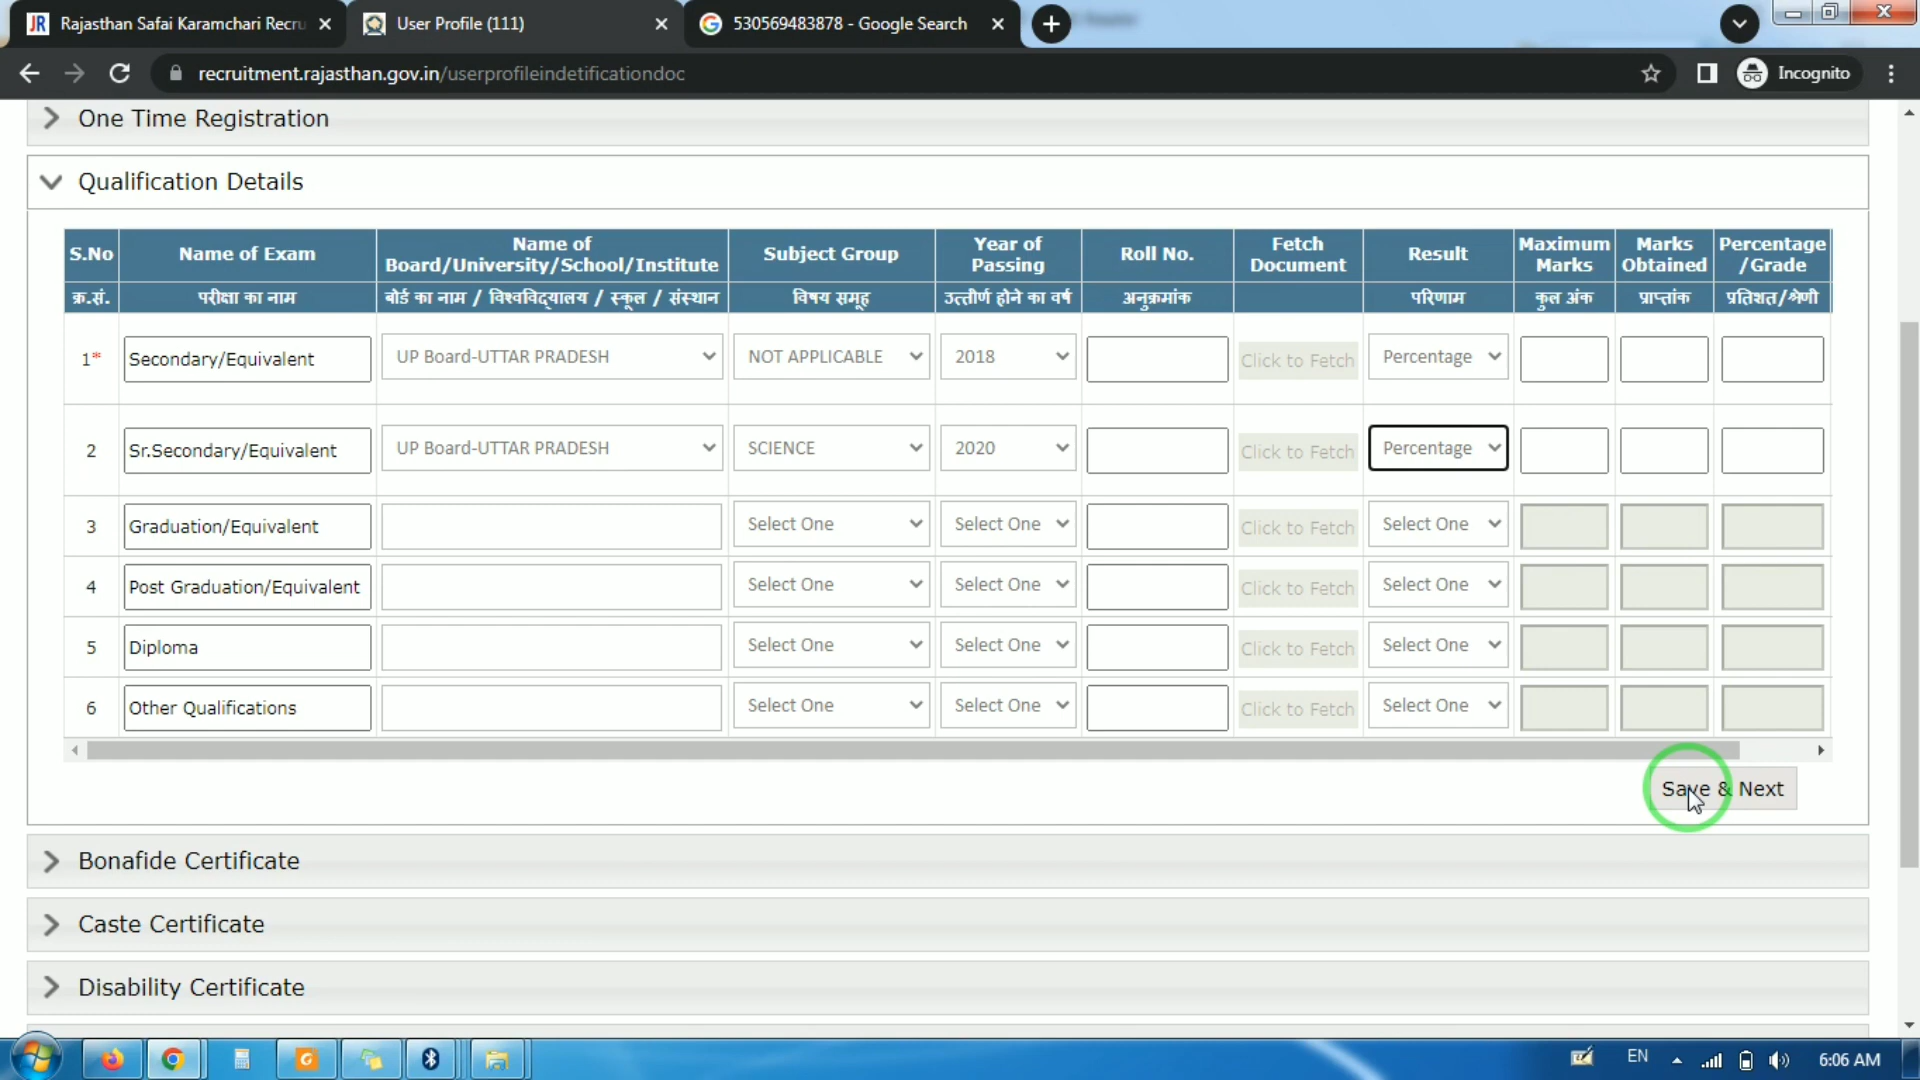 Rajasthan Safai Karamchari Recru
User Profile (111)
530569483878 - Google Search
recruitment.rajasthan.gov.in/userprofileindetificationdoc
Incognito
One Time Registration
Qualification Details
S.No Name of Exam Name of Board/University/School/Institute Subject Group Year of Passing Roll No. Fetch Document Result Maximum Marks Marks Obtained Percentage /Grade
क्र.सं. परीक्षा का नाम बोर्ड का नाम / विश्वविद्यालय / स्कूल / संस्थान विषय समूह उत्तीर्ण होने का वर्ष अनुक्रमांक परिणाम कुल अंक प्राप्तांक प्रतिशत/श्रेणी
1* Secondary/Equivalent UP Board-UTTAR PRADESH NOT APPLICABLE 2018 Click to Fetch Percentage
2 Sr.Secondary/Equivalent UP Board-UTTAR PRADESH SCIENCE 2020 Click to Fetch Percentage
3 Graduation/Equivalent Select One Select One Click to Fetch Select One
4 Post Graduation/Equivalent Select One Select One Click to Fetch Select One
5 Diploma Select One Select One Click to Fetch Select One
6 Other Qualifications Select One Select One Click to Fetch Select One
Save & Next
Bonafide Certificate
Caste Certificate
Disability Certificate
EN 6:06 AM